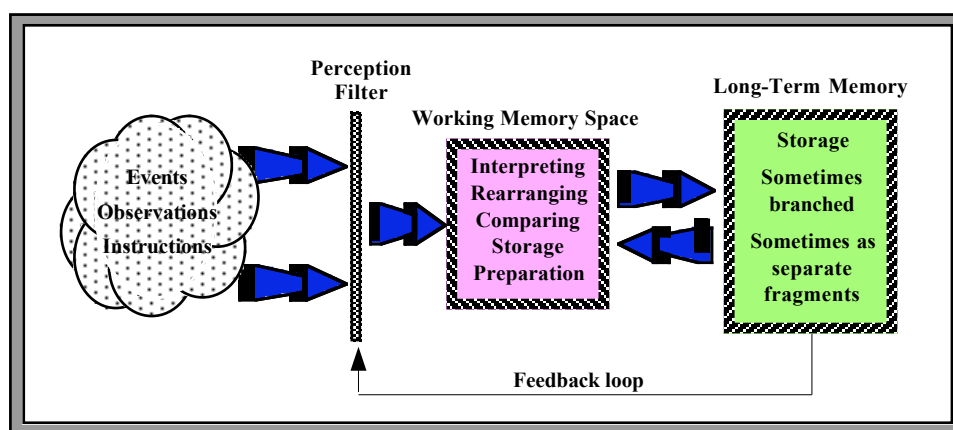 Perception
Filter
Long-Term Memory
Working Memory Space
Events
Observations
Instructions
Interpreting
Rearranging
Comparing
Storage
Preparation
Storage
Sometimes
branched
Sometimes as
separate
fragments
Feedback loop